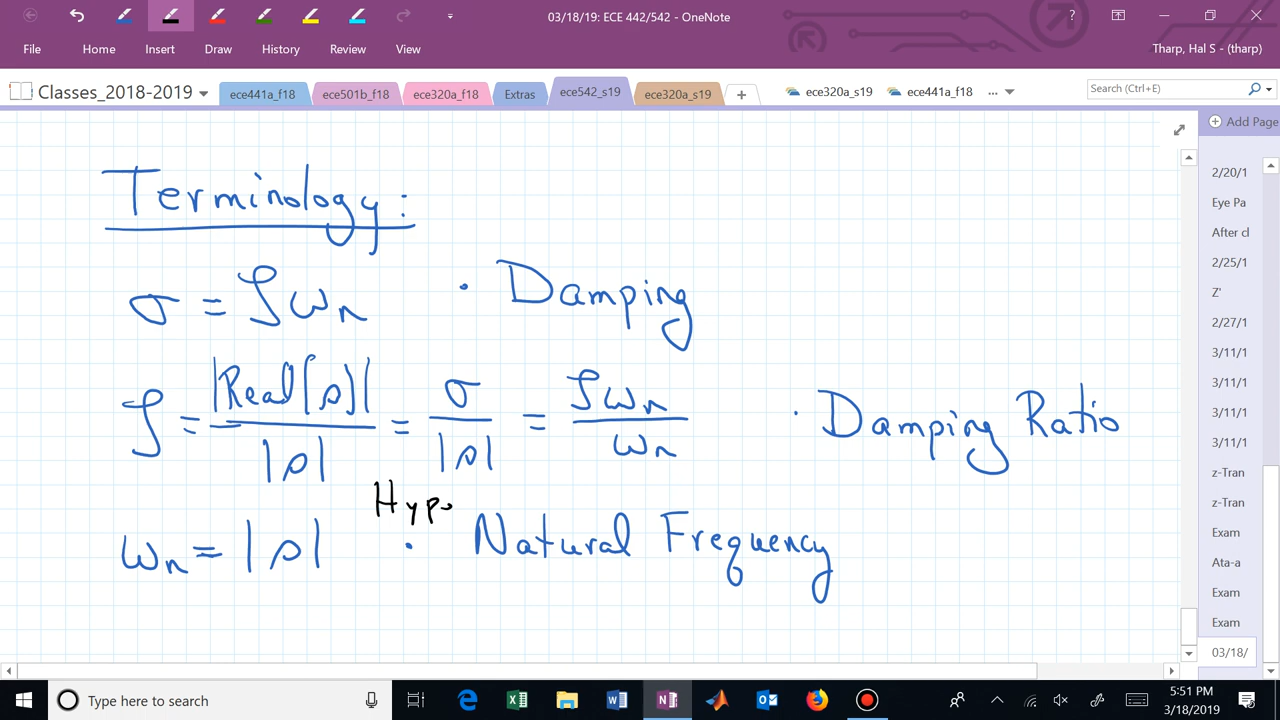 03/18/19: ECE 442/542 - OneNote
?
File Home Insert Draw History Review View
Tharp, Hal S - (tharp)
Classes_2018-2019 ece441a_f18 ece501b_f18 ece320a_f18 Extras ece542_s19 ece320a_s19 + ece320a_s19 ece441a_f18 ... Search (Ctrl+E)
Add Page
2/20/1
Eye Pa
After cl
2/25/1
Z'
2/27/1
3/11/1
3/11/1
3/11/1
3/11/1
z-Tran
z-Tran
Exam
Ata-a
Exam
Exam
03/18/
Terminology:
σ = ζωn · Damping
ζ = |Real[s]| / |s| = σ / |s| = ζωn / ωn · Damping Ratio
Hypo
ωn = |s| · Natural Frequency
Type here to search
5:51 PM
3/18/2019